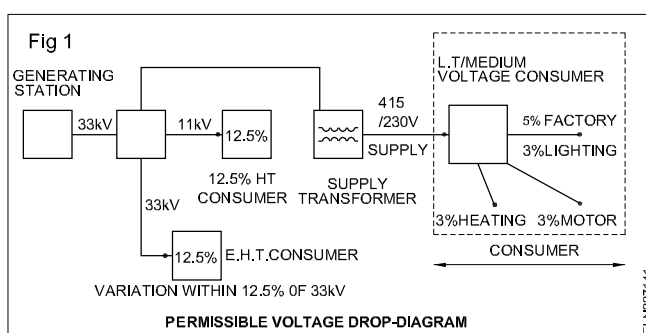 Fig 1
GENERATING
STATION
33kV
11kV
12.5%
12.5% HT
CONSUMER
33kV
12.5%
E.H.T.CONSUMER
VARIATION WITHIN 12.5% 0F 33kV
SUPPLY
TRANSFORMER
415
/230V
SUPPLY
L.T/MEDIUM
VOLTAGE CONSUMER
5% FACTORY
3%LIGHTING
3%HEATING
3%MOTOR
CONSUMER
PERMISSIBLE VOLTAGE DROP-DIAGRAM